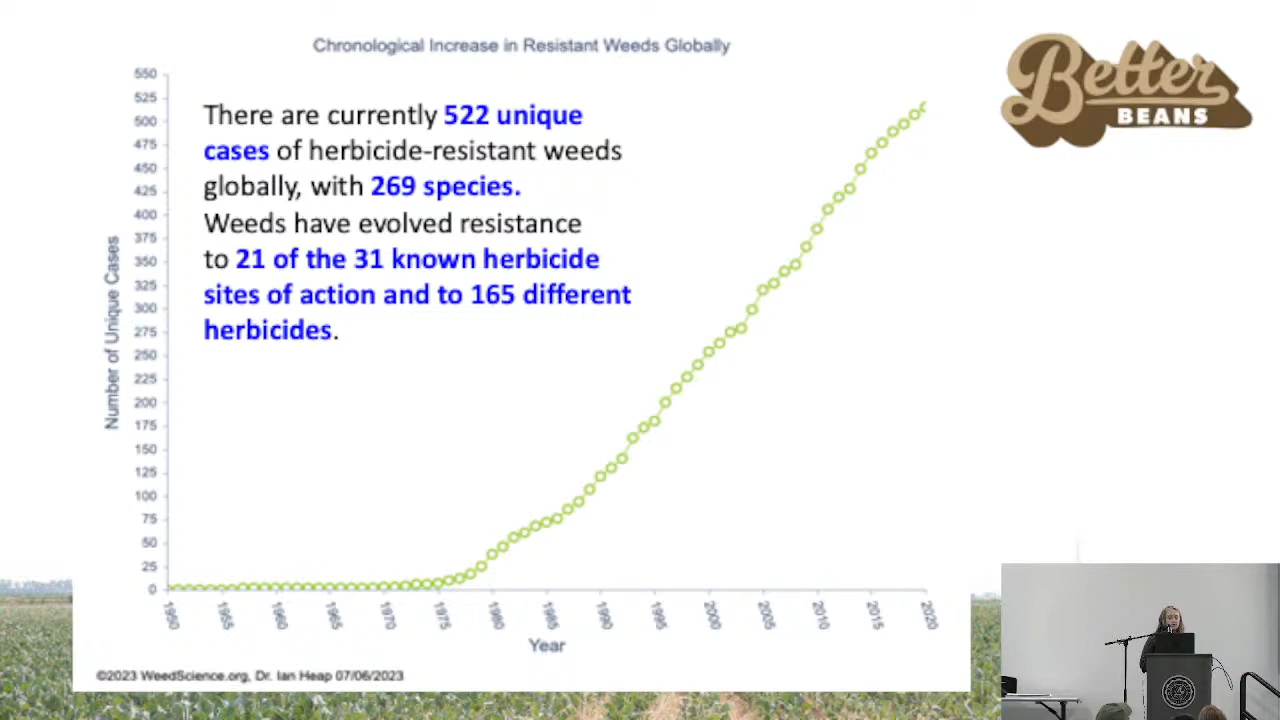 Chronological Increase in Resistant Weeds Globally
Better
BEANS
There are currently 522 unique
cases of herbicide-resistant weeds
globally, with 269 species.
Weeds have evolved resistance
to 21 of the 31 known herbicide
sites of action and to 165 different
herbicides.
Number of Unique Cases
550
525
500
475
450
425
400
375
350
325
300
275
250
225
200
175
150
125
100
75
50
25
0
1950
1955
1960
1965
1970
1975
1980
1985
1990
1995
2000
2005
2010
2015
2020
Year
©2023 WeedScience.org, Dr. Ian Heap 07/06/2023